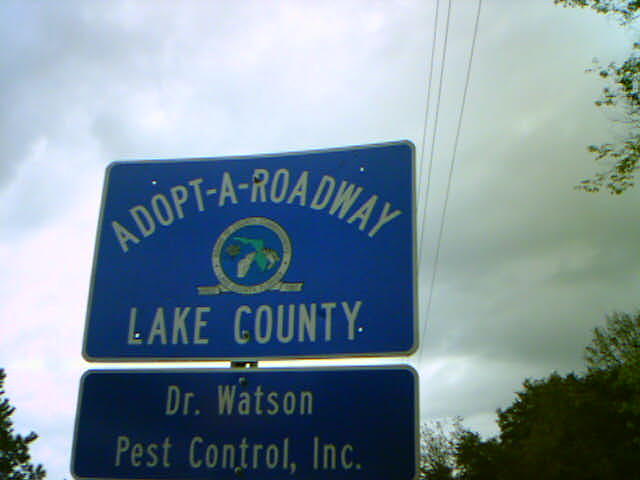 ADOPT-A-ROADWAY
LAKE COUNTY
Dr. Watson
Pest Control, Inc.